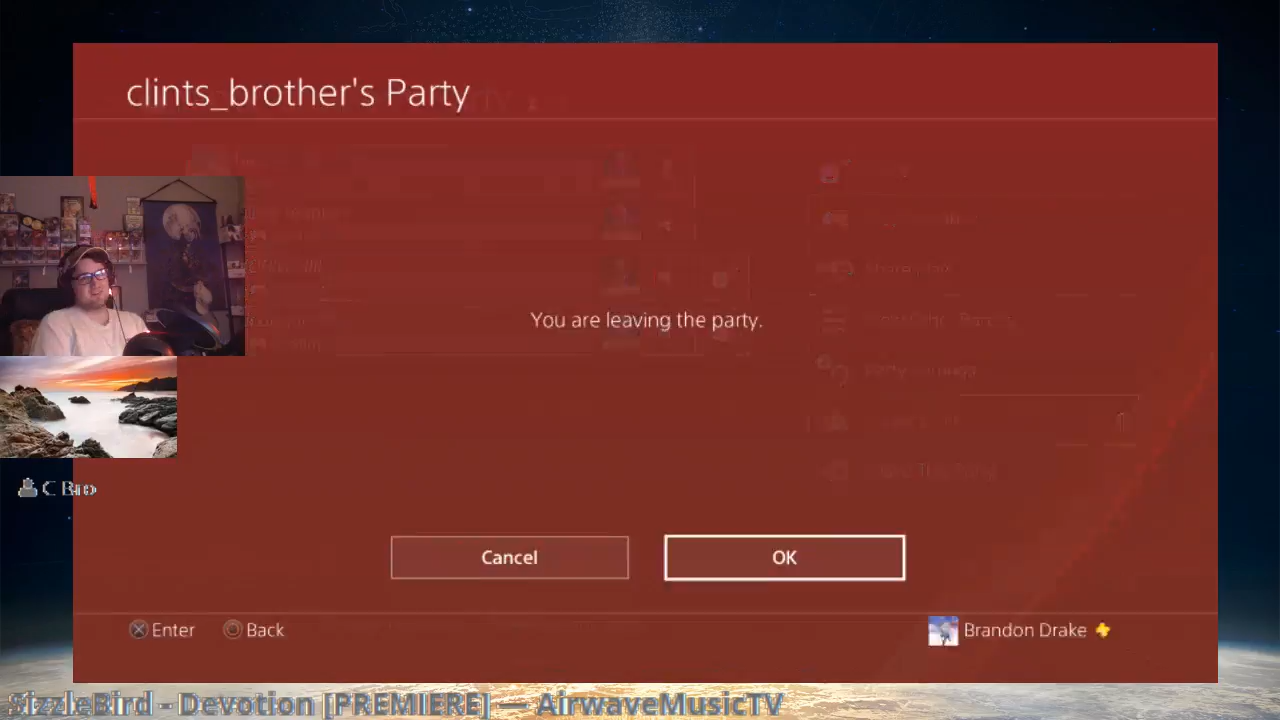 clints_brother's Party
You are leaving the party.
C Bro
Cancel
OK
Enter
Back
Brandon Drake
SizzleBird - Devotion [PREMIERE] — AirwaveMusicTV